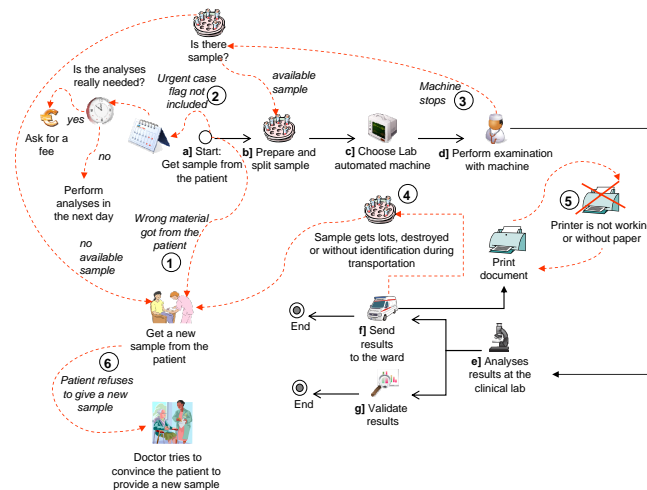 Is there
sample?
Is the analyses
really needed?
Urgent case
flag not
included
2
available
sample
Machine
stops
3
yes
Ask for a
fee
no
a] Start:
Get sample from
the patient
b] Prepare and
split sample
c] Choose Lab
automated machine
d] Perform examination
with machine
Perform
analyses in
the next day
4
5
Wrong material
got from the
patient
1
Sample gets lots, destroyed
or without identification during
transportation
Printer is not workin
or without paper
no
available
sample
Print
document
End
f] Send
results
to the ward
Get a new
sample from the
patient
e] Analyses
results at the
clinical lab
6
Patient refuses
to give a new
sample
End
g] Validate
results
Doctor tries to
convince the patient to
provide a new sample